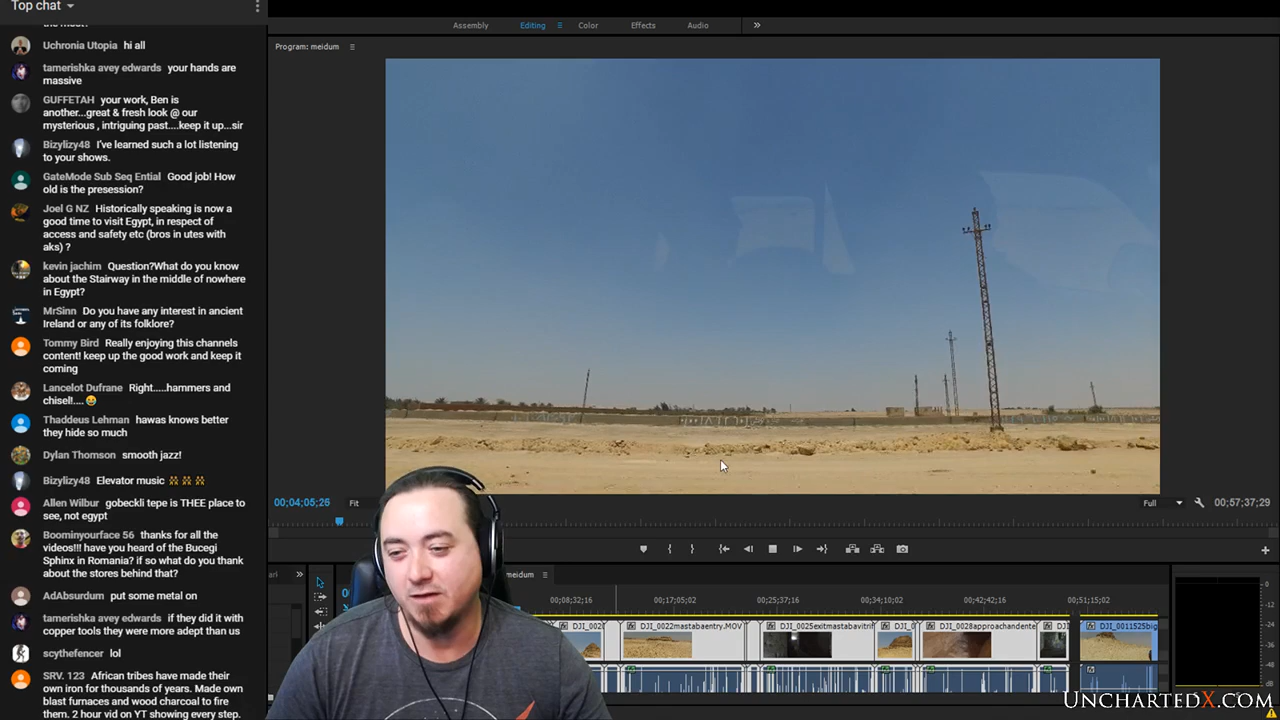 Top chat
the most?
Uchronia Utopia hi all
tamerishka avey edwards your hands are
massive
GUFFETAH your work, Ben is
another...great & fresh look @ our
mysterious , intriguing past....keep it up...sir
Bizylizy48 I've learned such a lot listening
to your shows.
GateMode Sub Seq Ential Good job! How
old is the presession?
Joel G NZ Historically speaking is now a
good time to visit Egypt, in respect of
access and safety etc (bros in utes with
aks) ?
kevin jachim Question?What do you know
about the Stairway in the middle of nowhere
in Egypt?
MrSinn Do you have any interest in ancient
Ireland or any of its folklore?
Tommy Bird Really enjoying this channels
content! keep up the good work and keep it
coming
Lancelot Dufrane Right.....hammers and
chisel!.... 😂
Thaddeus Lehman hawas knows better
they hide so much
Dylan Thomson smooth jazz!
Bizylizy48 Elevator music
Allen Wilbur gobeckli tepe is THEE place to
see, not egypt
Boominyourface 56 thanks for all the
videos!!! have you heard of the Bucegi
Sphinx in Romania? if so what do you thank
about the stores behind that?
AdAbsurdum put some metal on
tamerishka avey edwards if they did it with
copper tools they were more adept than us
scythefencer lol
SRV. 123 African tribes have made their
own iron for thousands of years. Made own
blast furnaces and wood charcoal to fire
them. 2 hour vid on YT showing every step.
Assembly Editing Color Effects Audio
Program: meidum
00;04;05;26 Fit Full 00;57;37;29
meidum
00;08;32;16 00;17;05;02 00;25;37;16 00;34;10;02 00;42;42;16 00;51;15;02
DJI_0022mastabaentry.MOV DJI_0025exitmastabavitrif DJI_0028approachandente DJI_0011525big
UNCHARTEDX.COM